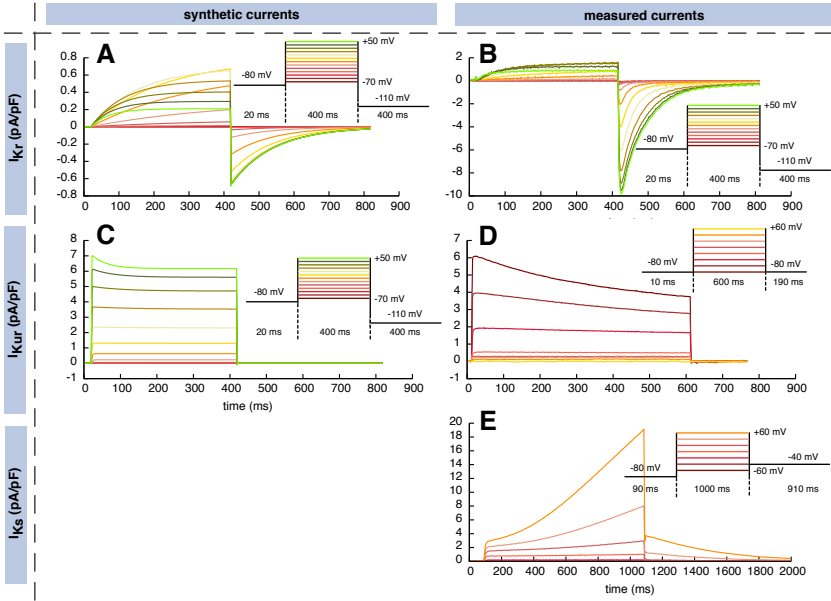 synthetic currents
measured currents
I_Kr (pA/pF)
A
0.8
0.6
0.4
0.2
0
-0.2
-0.4
-0.6
0.8
0 100 200 300 400 500 600 700 800 900
-80 mV
+50 mV
-70 mV
-110 mV
20 ms
400 ms
400 ms
B
2
0
-2
-4
-6
-8
-10
0 100 200 300 400 500 600 700 800 900
-80 mV
+50 mV
-70 mV
-110 mV
20 ms
400 ms
400 ms
I_Kur (pA/pF)
C
8
7
6
5
4
3
2
1
0
-1
0 100 200 300 400 500 600 700 800 900
time (ms)
-80 mV
+50 mV
-70 mV
-110 mV
20 ms
400 ms
400 ms
D
7
6
5
4
3
2
1
0
-1
0 100 200 300 400 500 600 700 800 900
time (ms)
-80 mV
+60 mV
-80 mV
10 ms
600 ms
190 ms
I_Ks (pA/pF)
E
20
18
16
14
12
10
8
6
4
2
0
0 200 400 600 800 1000 1200 1400 1600 1800 2000
time (ms)
-80 mV
+60 mV
-40 mV
-60 mV
90 ms
1000 ms
910 ms